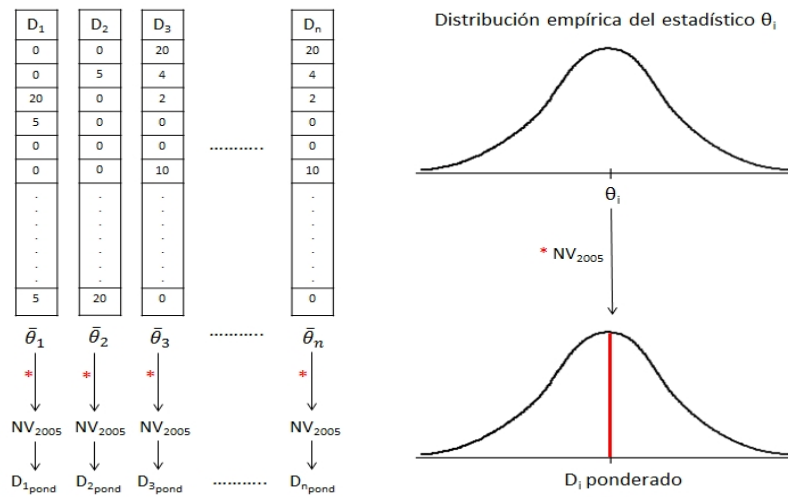 D1 D2 D3 Dn
0 0 20 20
0 5 4 4
20 0 2 2
5 0 0 0
0 0 0 0
0 0 10 10
..........
5 20 0 0
θ̄1 θ̄2 θ̄3 .......... θ̄n
* * * *
NV2005 NV2005 NV2005 NV2005
D1pond D2pond D3pond .......... Dnpond
Distribución empírica del estadístico θi
θi
* NV2005
Di ponderado